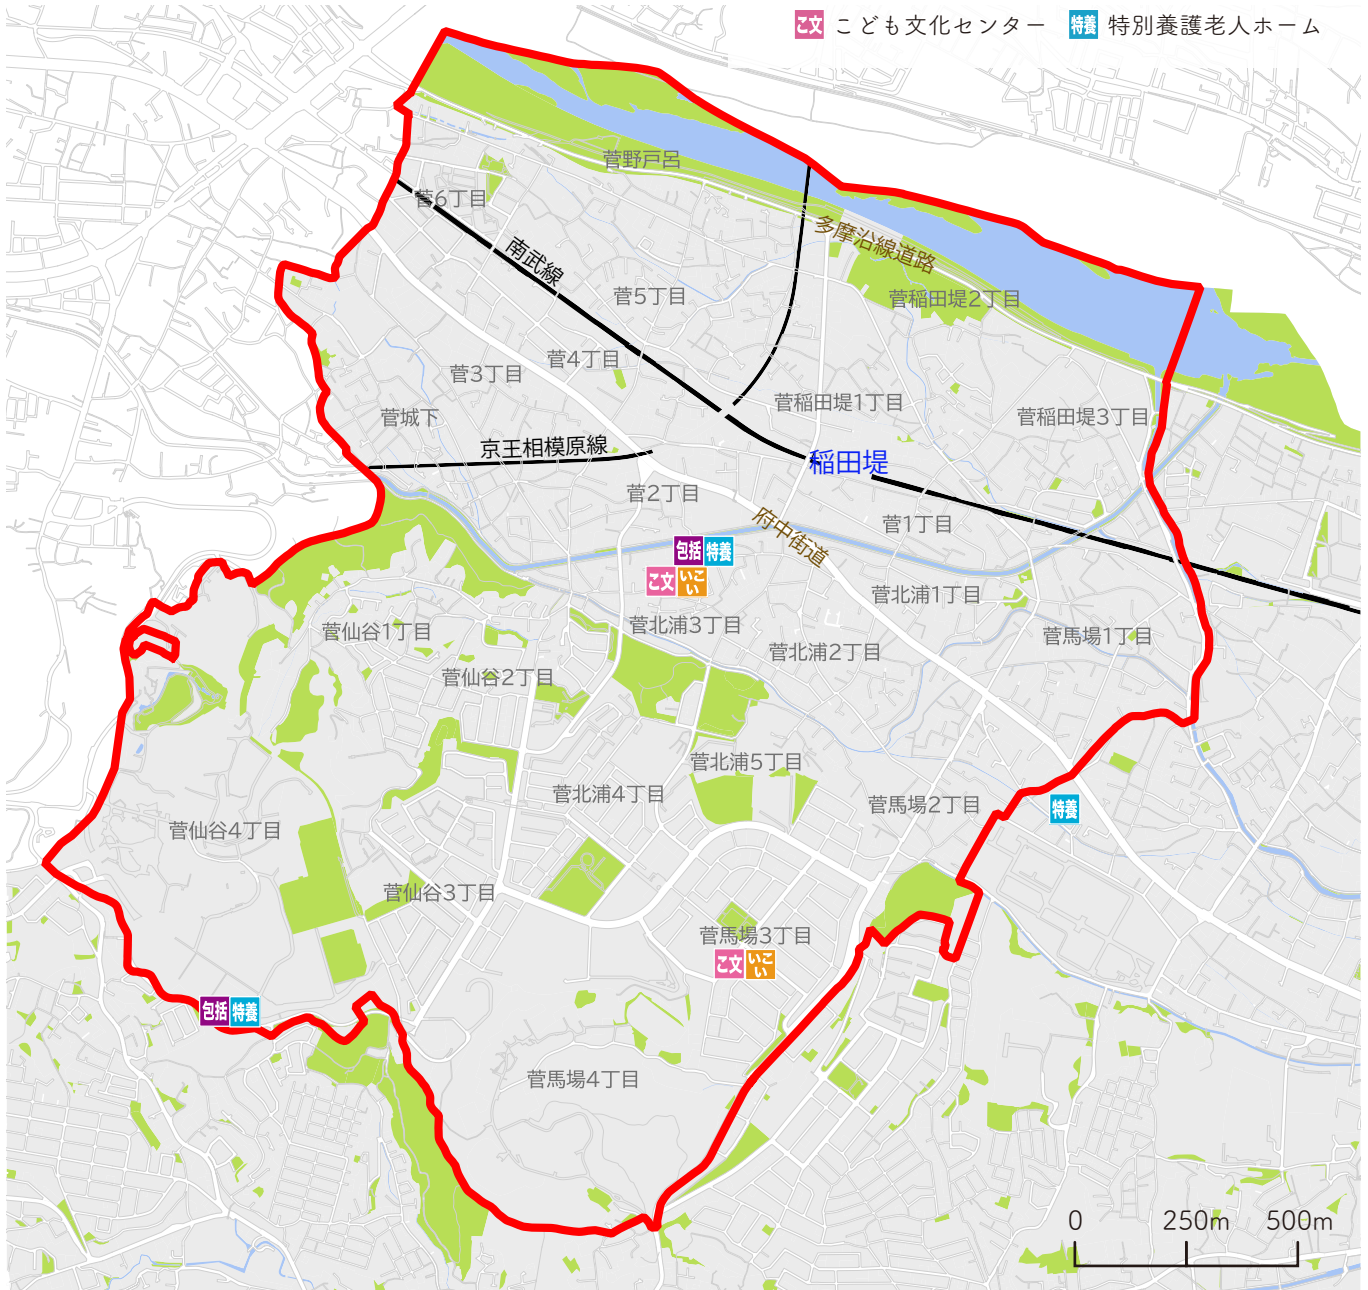 こ文 こども文化センター 特養 特別養護老人ホーム
菅野戸呂
菅6丁目
多摩沿線道路
南武線
菅5丁目
菅稲田堤2丁目
菅4丁目
菅3丁目
菅稲田堤1丁目
菅稲田堤3丁目
菅城下
京王相模原線
稲田堤
菅2丁目
府中街道
菅1丁目
包括 特養
こ文 いこい
菅北浦1丁目
菅北浦3丁目
菅仙谷1丁目
菅馬場1丁目
菅北浦2丁目
菅仙谷2丁目
菅北浦5丁目
菅北浦4丁目
菅馬場2丁目
特養
菅仙谷4丁目
菅仙谷3丁目
菅馬場3丁目
こ文 いこい
包括 特養
菅馬場4丁目
0 250m 500m